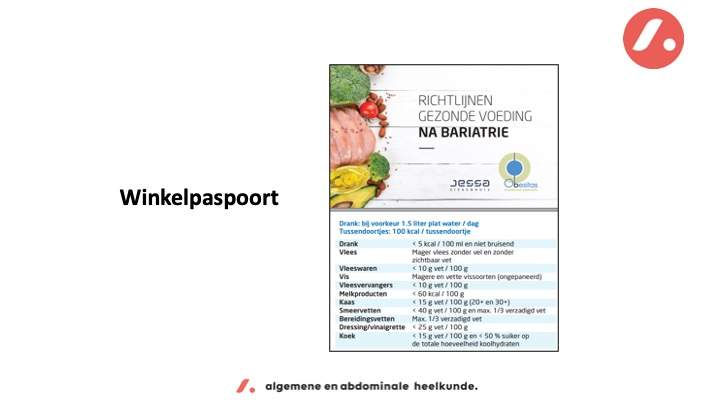 Winkelpaspoort
RICHTLIJNEN
GEZONDE VOEDING
NA BARIATRIE
Jessa
ZIEKENHUIS
Obesitas
Drank: bij voorkeur 1.5 liter plat water / dag
Tussendoortjes: 100 kcal / tussendoortje
Drank < 5 kcal / 100 ml en niet bruisend
Vlees Mager vlees zonder vel en zonder
zichtbaar vet
Vleeswaren < 10 g vet / 100 g
Vis Magere en vette vissoorten (ongepaneerd)
Vleesvervangers < 10 g vet / 100 g
Melkproducten < 60 kcal / 100 g
Kaas < 15 g vet / 100 g (20+ en 30+)
Smeervetten < 40 g vet / 100 g en max. 1/3 verzadigd vet
Bereidingsvetten Max. 1/3 verzadigd vet
Dressing/vinaigrette < 25 g vet / 100 g
Koek < 15 g vet / 100 g en < 50 % suiker op
de totale hoeveelheid koolhydraten
algemene en abdominale heelkunde.